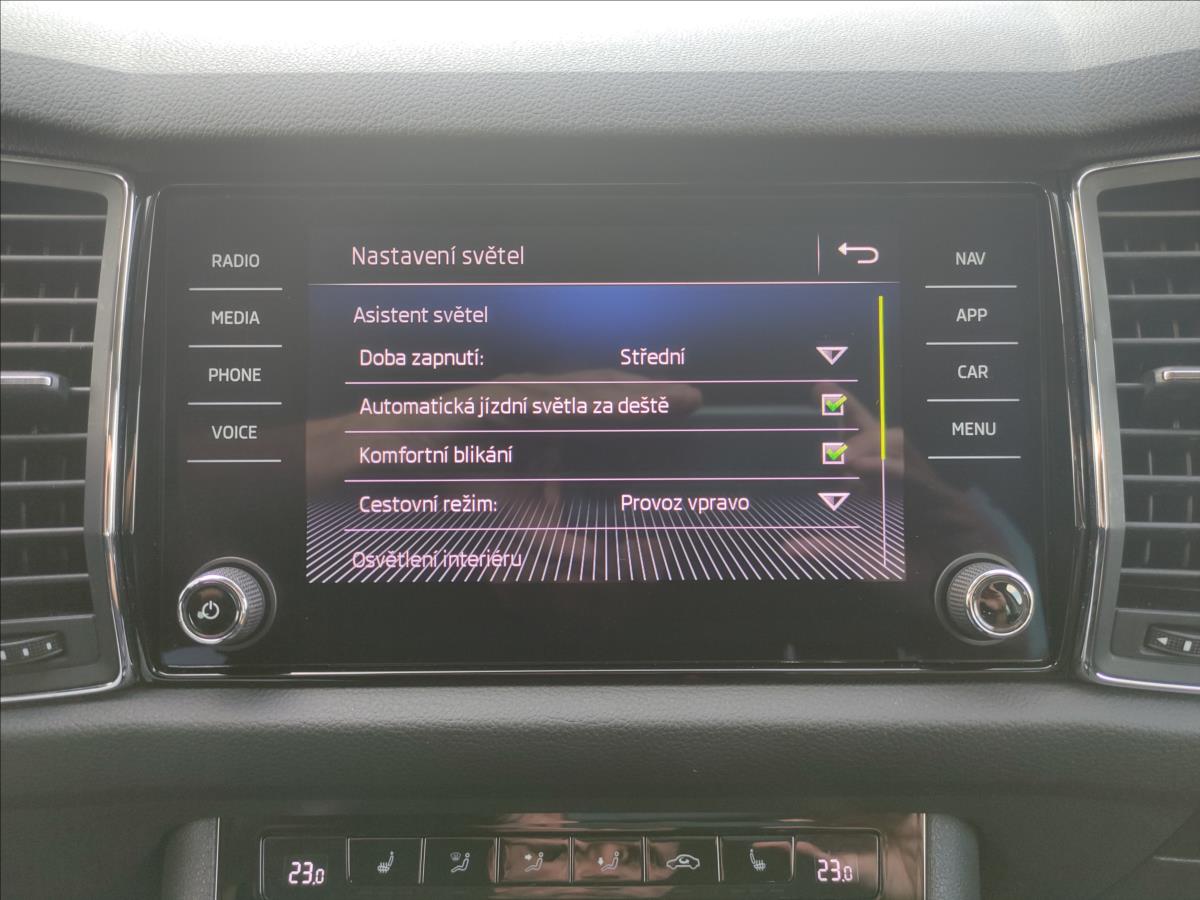 RADIO
MEDIA
PHONE
VOICE
Nastavení světel
Asistent světel
Doba zapnutí: Střední
Automatická jízdní světla za deště
Komfortní blikání
Cestovní režim: Provoz vpravo
Osvětlení interiéru
NAV
APP
CAR
MENU
23.0
23.0